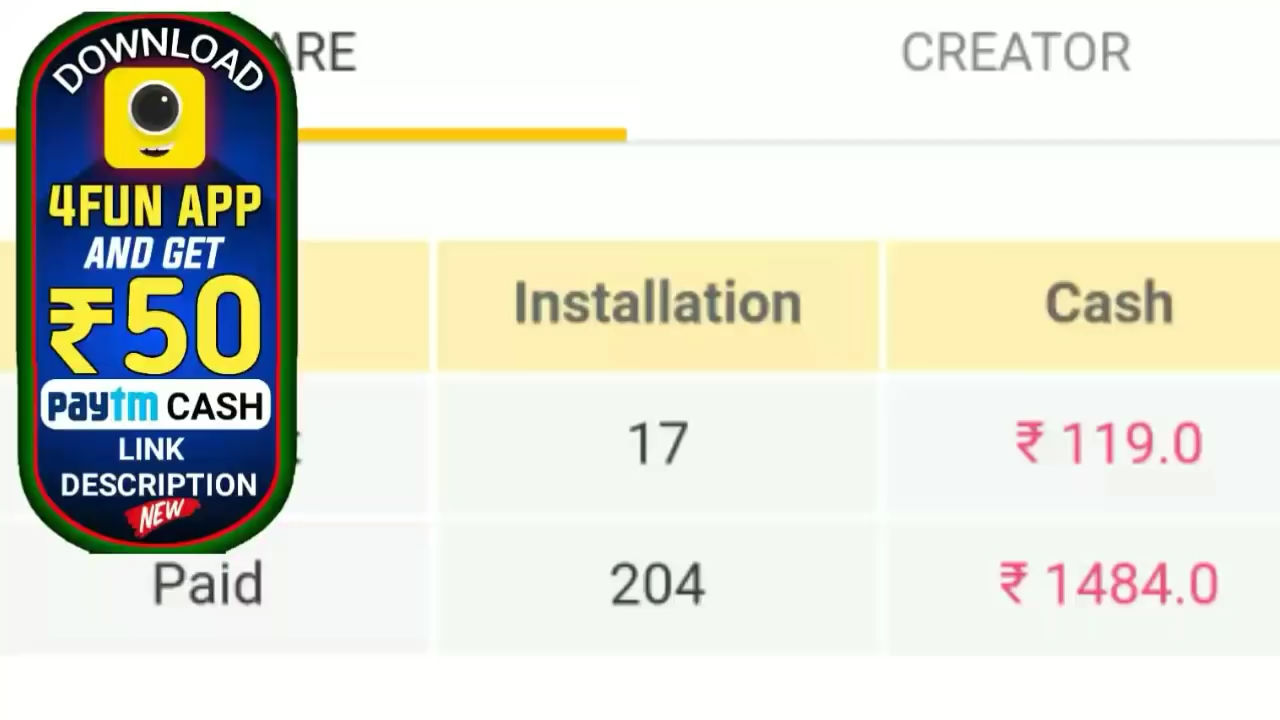 CREATOR
DOWNLOAD
4FUN APP
AND GET
₹50
paytm CASH
LINK
DESCRIPTION
NEW
Installation Cash
17 ₹ 119.0
Paid 204 ₹ 1484.0